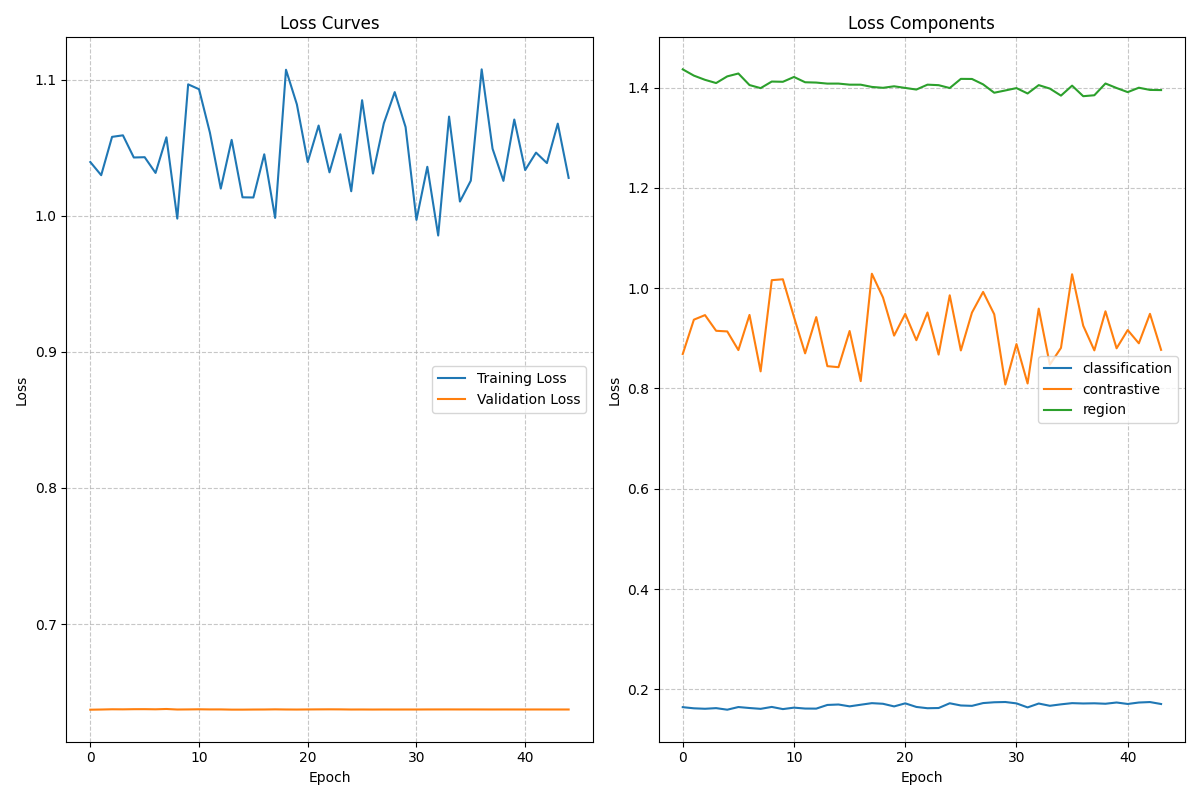 Loss Curves
Loss
1.1
1.0
0.9
0.8
0.7
0
10
20
30
40
Epoch
Training Loss
Validation Loss
Loss Components
Loss
1.4
1.2
1.0
0.8
0.6
0.4
0.2
0
10
20
30
40
Epoch
classification
contrastive
region